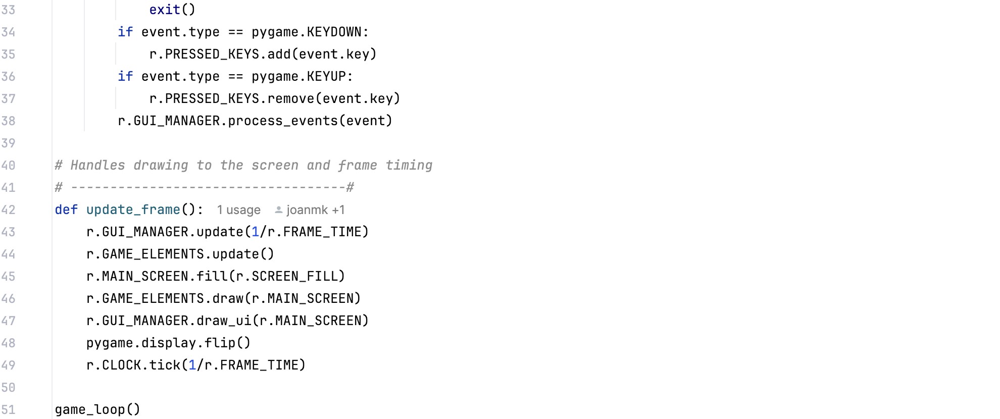 33                 exit()
34             if event.type == pygame.KEYDOWN:
35                 r.PRESSED_KEYS.add(event.key)
36             if event.type == pygame.KEYUP:
37                 r.PRESSED_KEYS.remove(event.key)
38             r.GUI_MANAGER.process_events(event)
39
40     # Handles drawing to the screen and frame timing
41     # -----------------------------------#
42     def update_frame():  1 usage  joanmk +1
43         r.GUI_MANAGER.update(1/r.FRAME_TIME)
44         r.GAME_ELEMENTS.update()
45         r.MAIN_SCREEN.fill(r.SCREEN_FILL)
46         r.GAME_ELEMENTS.draw(r.MAIN_SCREEN)
47         r.GUI_MANAGER.draw_ui(r.MAIN_SCREEN)
48         pygame.display.flip()
49         r.CLOCK.tick(1/r.FRAME_TIME)
50
51     game_loop()